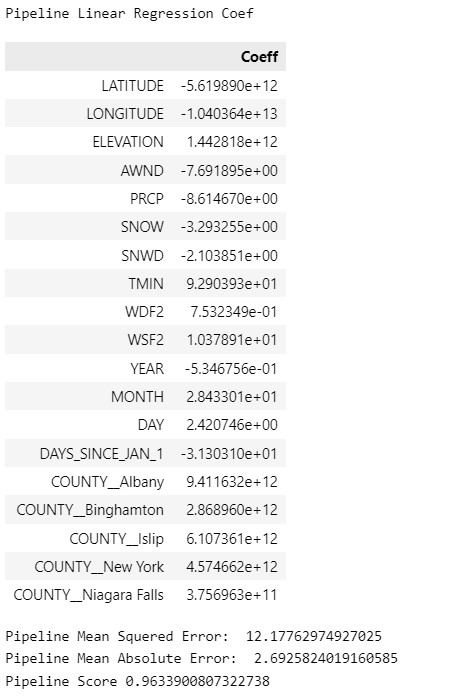 Pipeline Linear Regression Coef
Coeff
LATITUDE -5.619890e+12
LONGITUDE -1.040364e+13
ELEVATION 1.442818e+12
AWND -7.691895e+00
PRCP -8.614670e+00
SNOW -3.293255e+00
SNWD -2.103851e+00
TMIN 9.290393e+01
WDF2 7.532349e-01
WSF2 1.037891e+01
YEAR -5.346756e-01
MONTH 2.843301e+01
DAY 2.420746e+00
DAYS_SINCE_JAN_1 -3.130310e+01
COUNTY__Albany 9.411632e+12
COUNTY__Binghamton 2.868960e+12
COUNTY__Islip 6.107361e+12
COUNTY__New York 4.574662e+12
COUNTY__Niagara Falls 3.756963e+11
Pipeline Mean Squered Error: 12.17762974927025
Pipeline Mean Absolute Error: 2.6925824019160585
Pipeline Score 0.9633900807322738